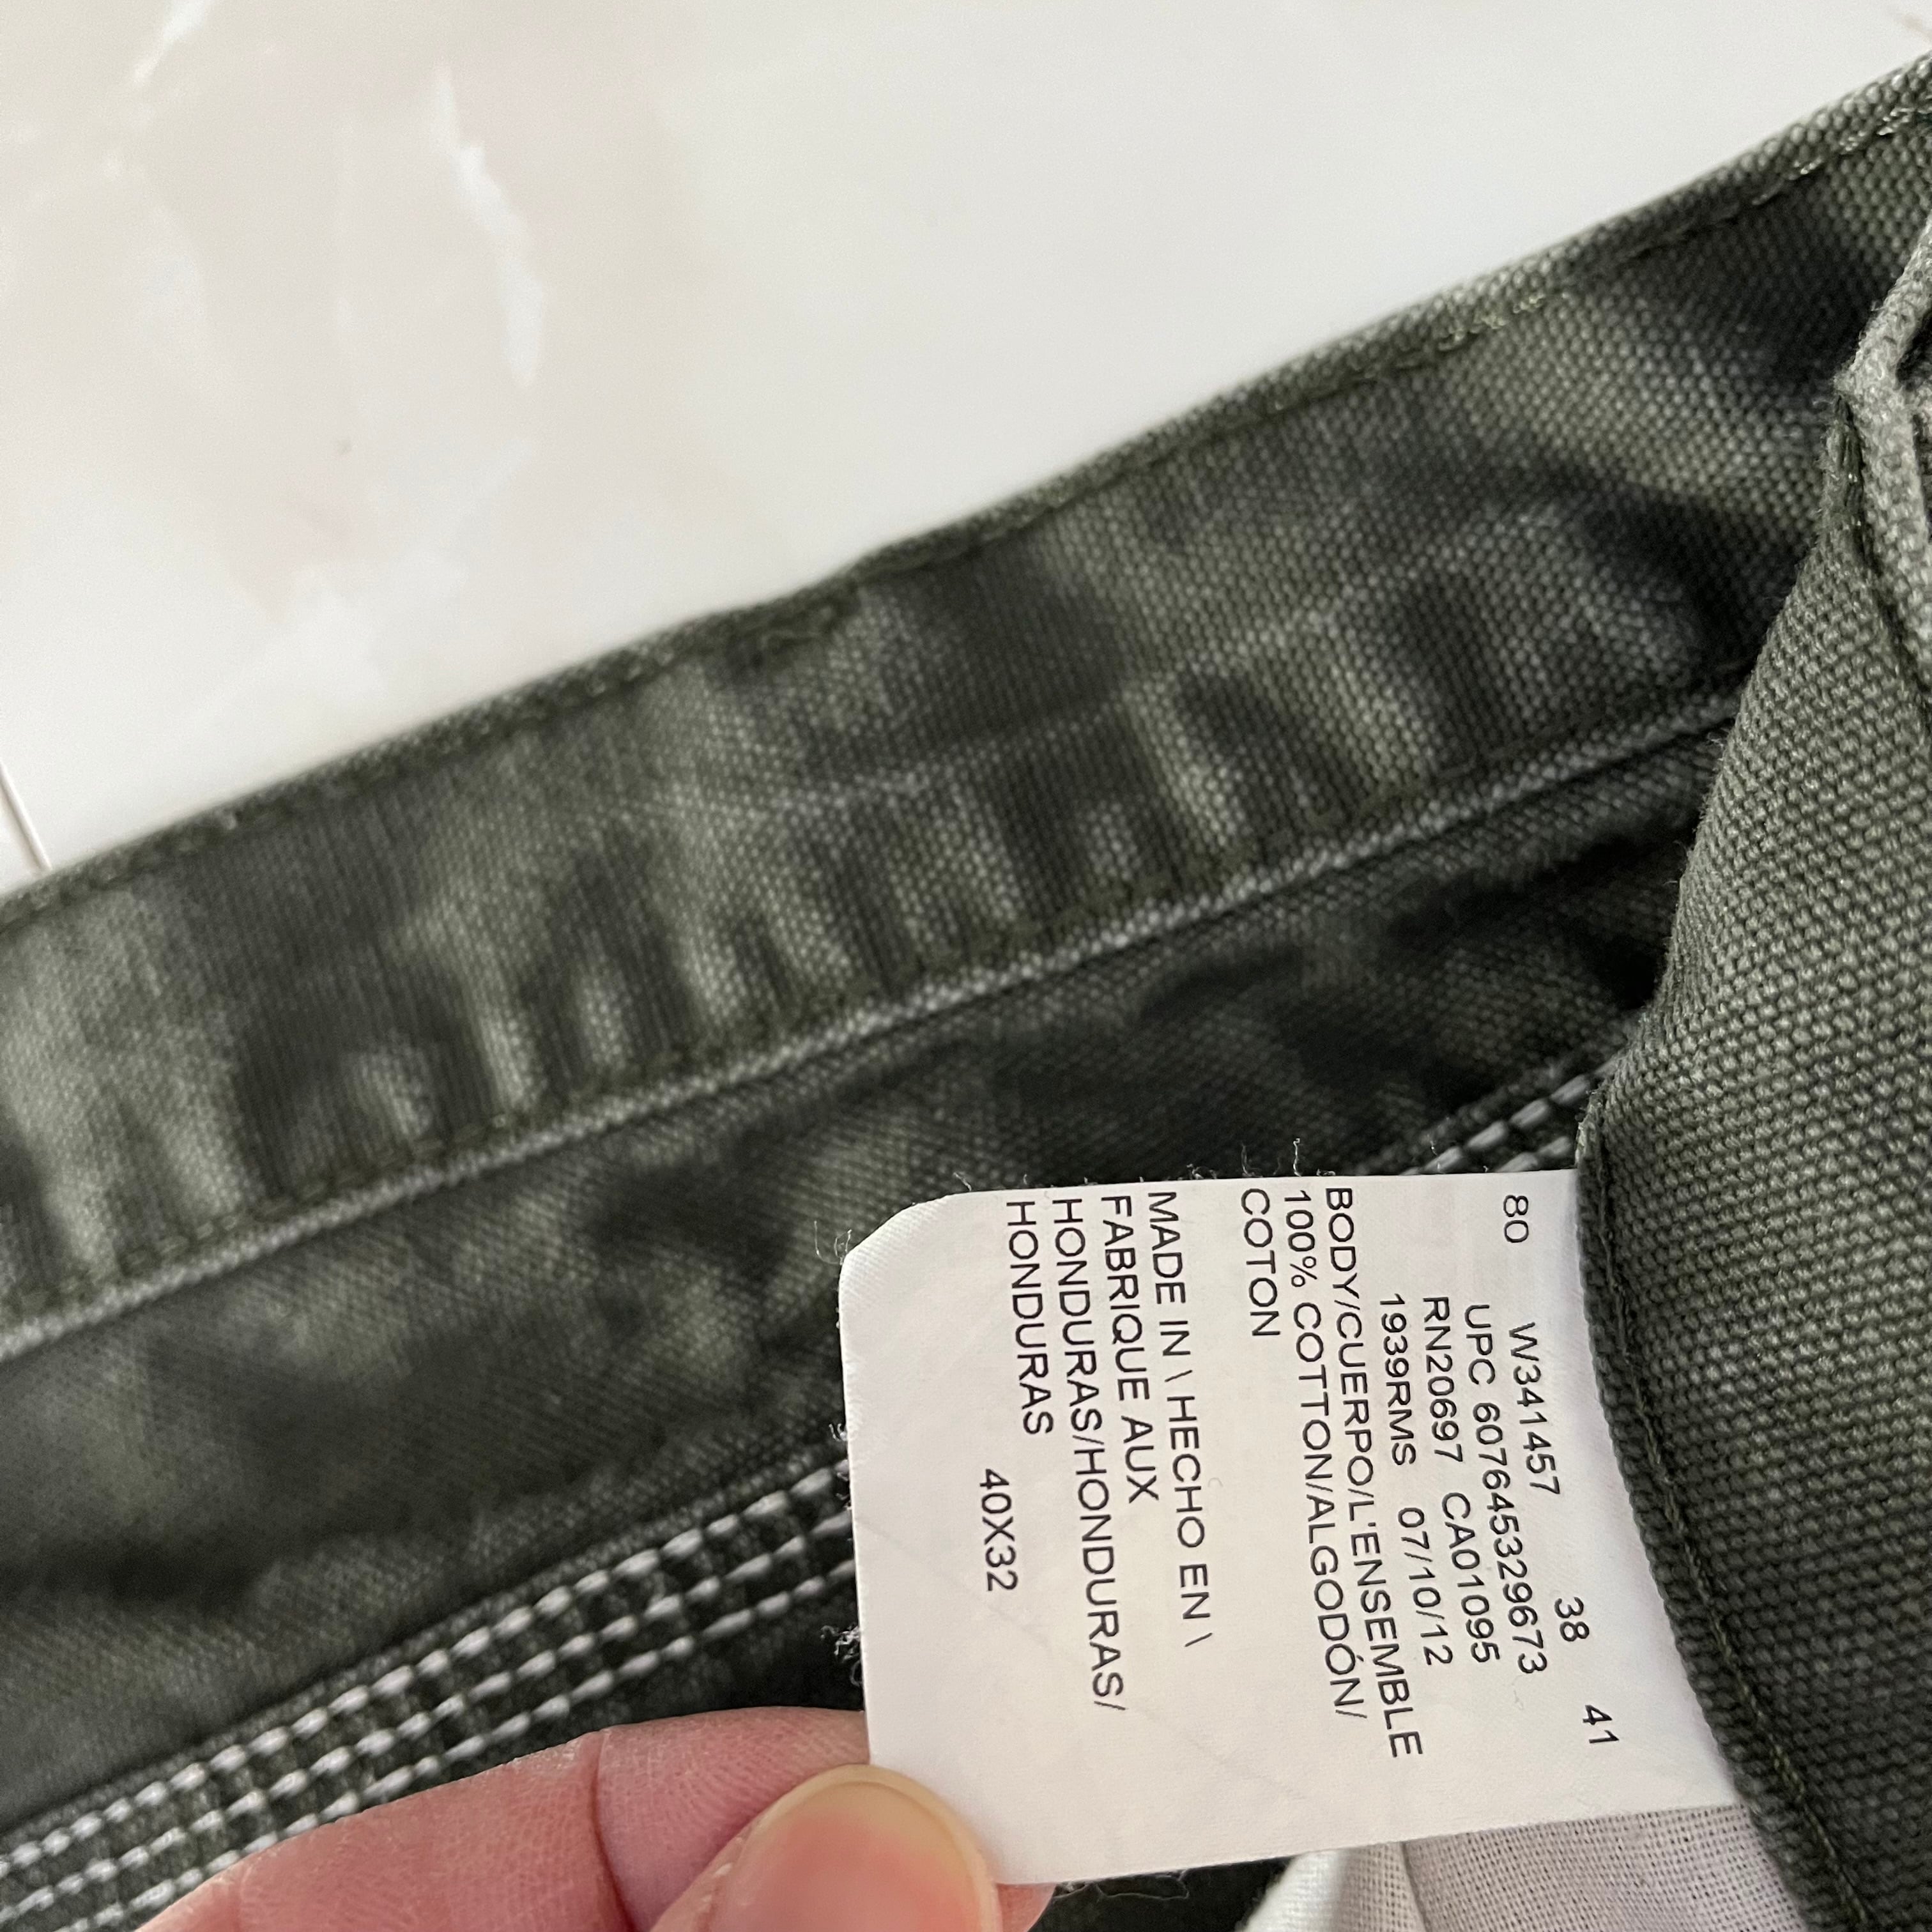 38 41
80 W341457
UPC 607645329673
RN20697 CA01095
1939RMS 07/10/12
BODY/CUERPO/L'ENSEMBLE
100% COTTON/ALGODÓN/
COTON
MADE IN \ HECHO EN \
FABRIQUE AUX
HONDURAS/HONDURAS/
HONDURAS
40X32